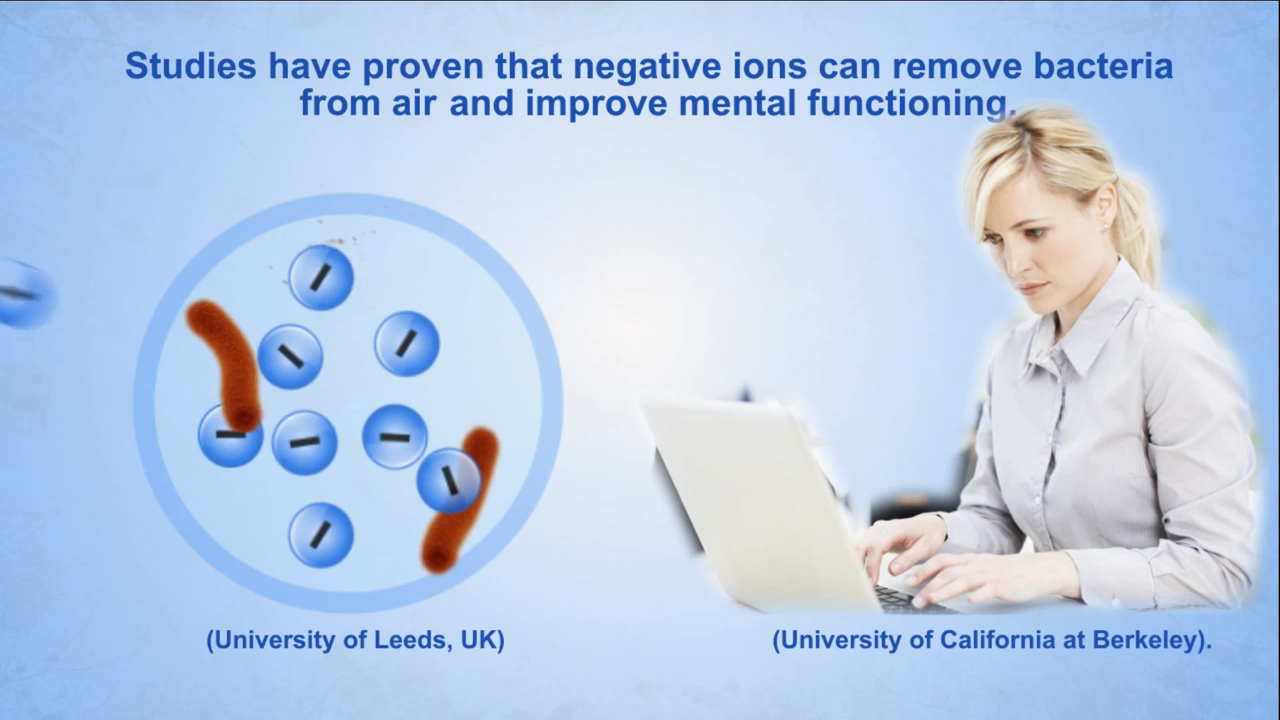 Studies have proven that negative ions can remove bacteria
from air and improve mental functioning.
(University of Leeds, UK)
(University of California at Berkeley).